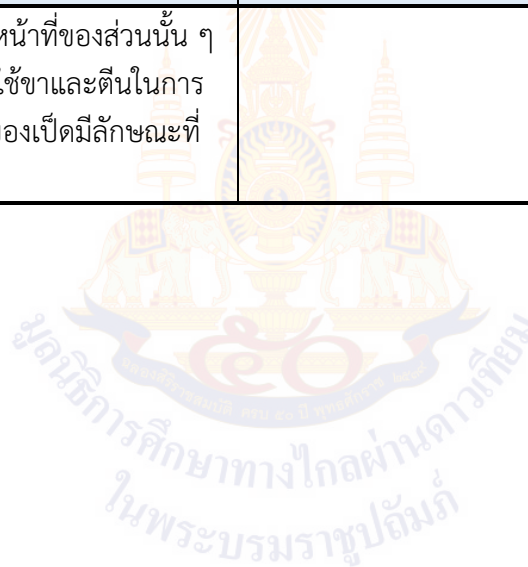 หน้าที่ของส่วนนั้น ๆ
ใช้ขาและตีนในการ
ของเป็ดมีลักษณะที่
๕๐
มูลนิธิการศึกษาทางไกลผ่านดาวเทียม
ในพระบรมราชูปถัมภ์